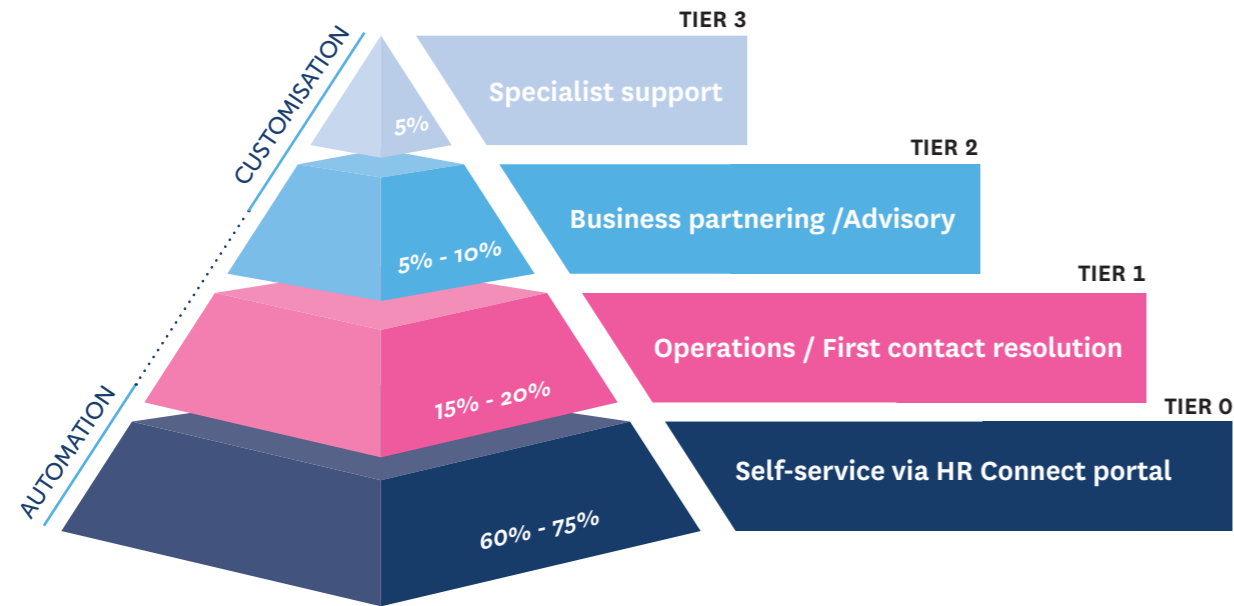 CUSTOMISATION
TIER 3
Specialist support
5%
TIER 2
Business partnering /Advisory
5% - 10%
TIER 1
Operations / First contact resolution
15% - 20%
AUTOMATION
TIER 0
Self-service via HR Connect portal
60% - 75%